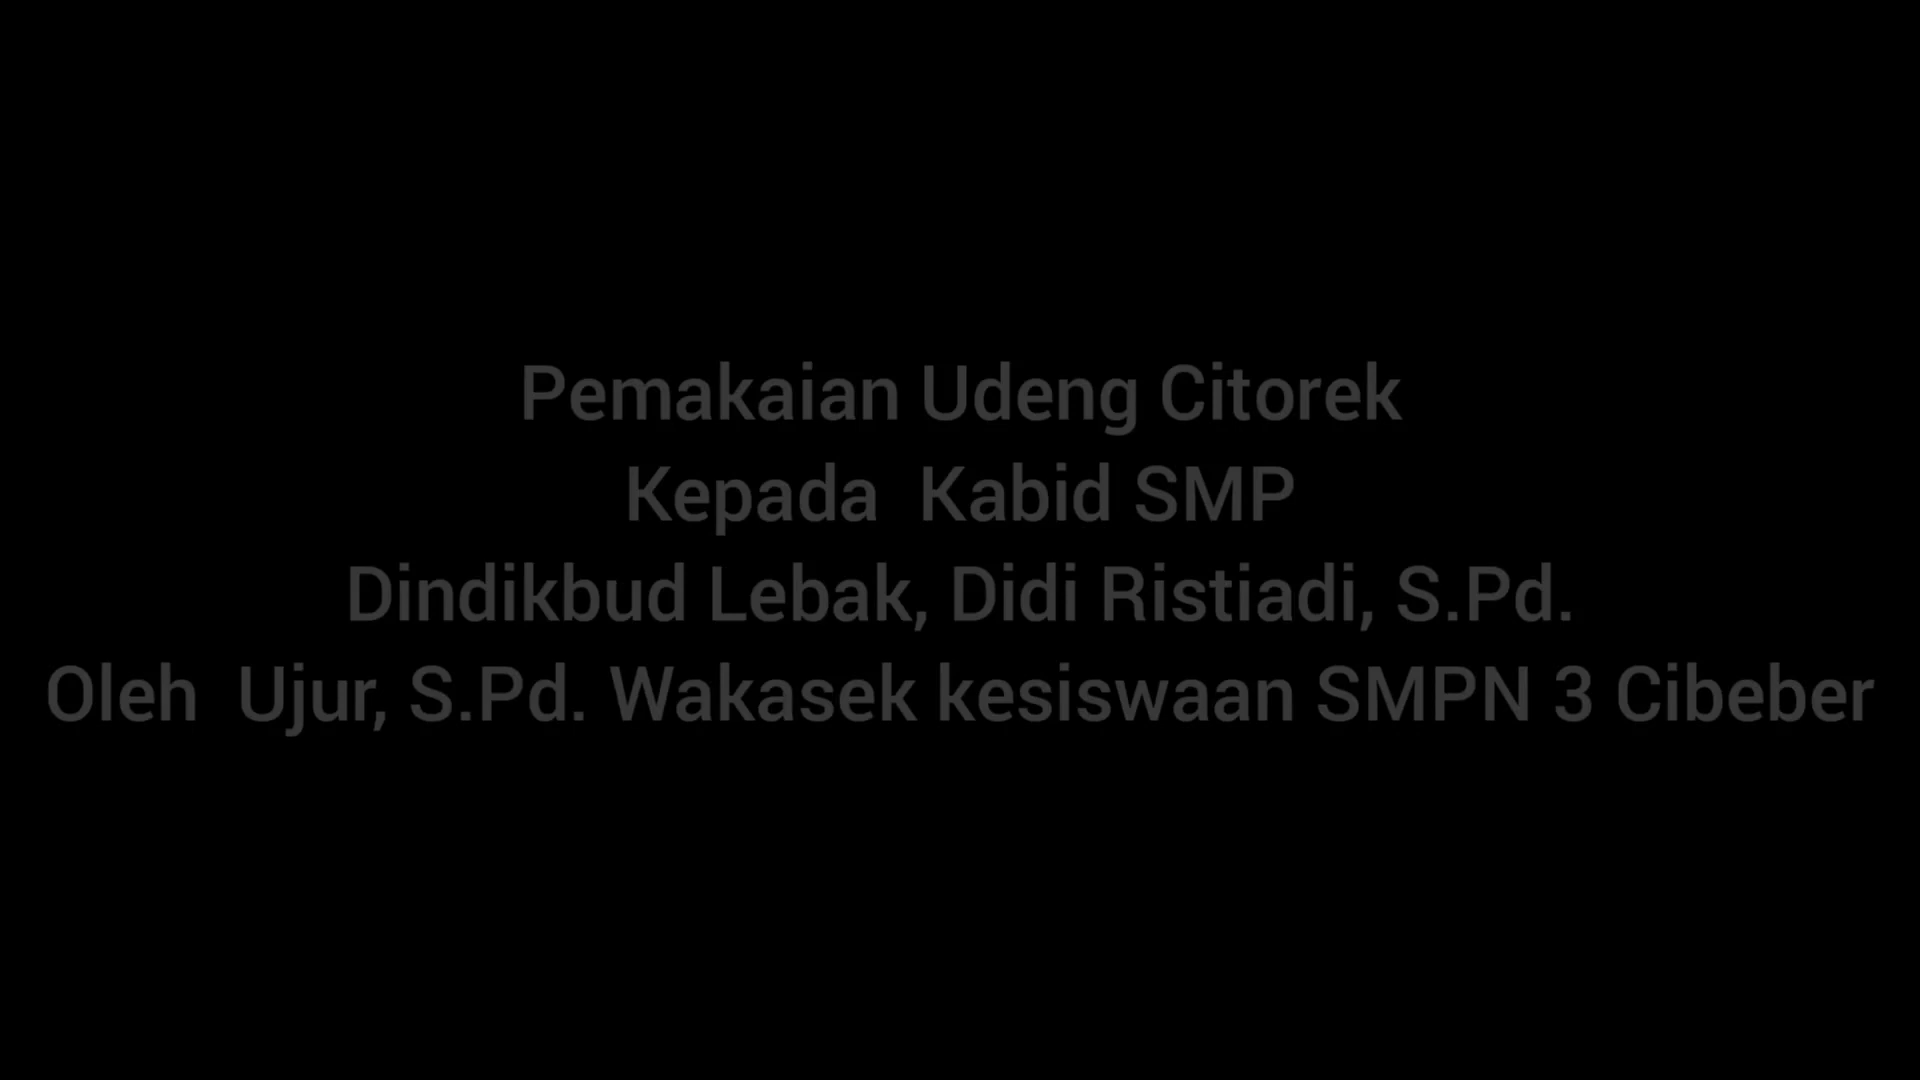 Pemakaian Udeng Citorek
Kepada  Kabid SMP
Dindikbud Lebak, Didi Ristiadi, S.Pd.
Oleh  Ujur, S.Pd. Wakasek kesiswaan SMPN 3 Cibeber